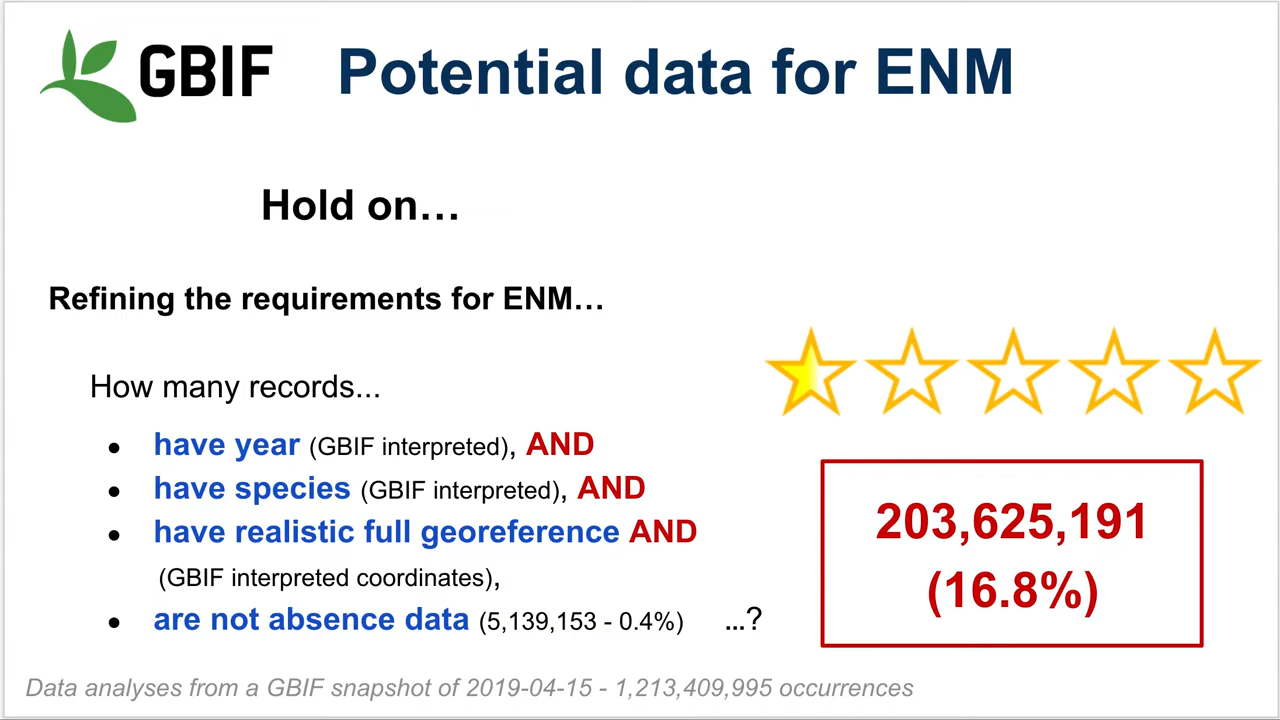 GBIF Potential data for ENM
Hold on…
Refining the requirements for ENM…
How many records...
● have year (GBIF interpreted), AND
● have species (GBIF interpreted), AND
● have realistic full georeference AND
(GBIF interpreted coordinates),
● are not absence data (5,139,153 - 0.4%) ...?
203,625,191
(16.8%)
Data analyses from a GBIF snapshot of 2019-04-15 - 1,213,409,995 occurrences